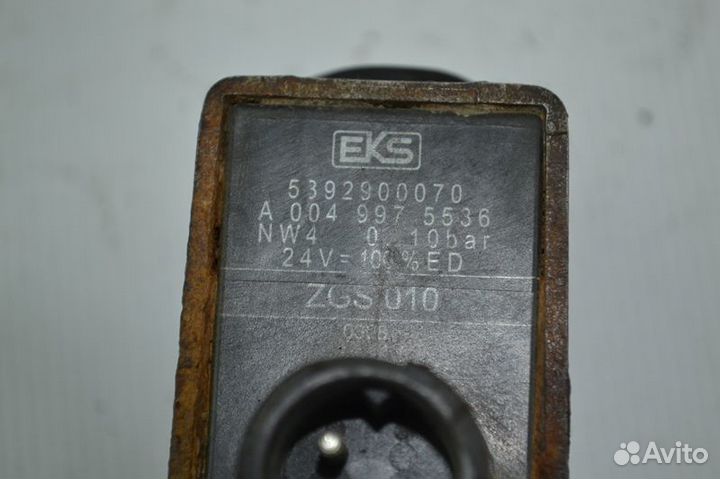 EKS
5392900070
A 004 997 5536
NW4 0 10bar
24V= 100%ED
ZGS 010
Avito